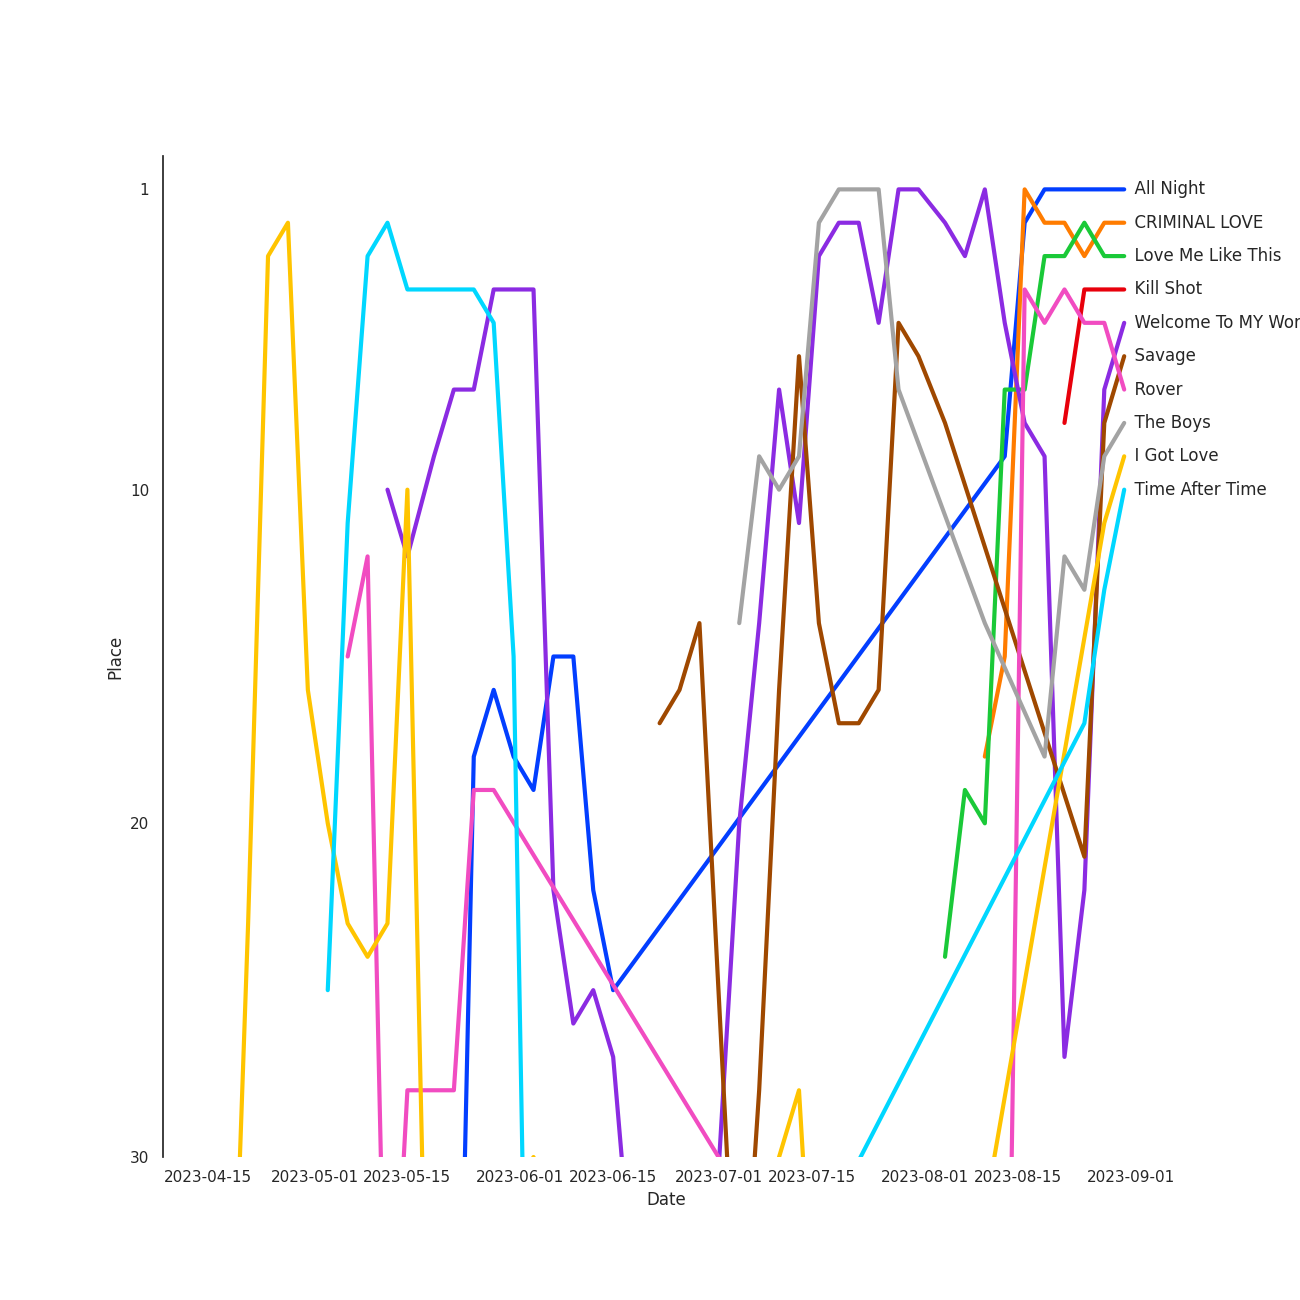 1
All Night
CRIMINAL LOVE
Love Me Like This
Kill Shot
Welcome To MY Wor
Savage
Rover
The Boys
I Got Love
10
Time After Time
Place
20
30
2023-04-15 2023-05-01 2023-05-15 2023-06-01 2023-06-15 2023-07-01 2023-07-15 2023-08-01 2023-08-15 2023-09-01
Date